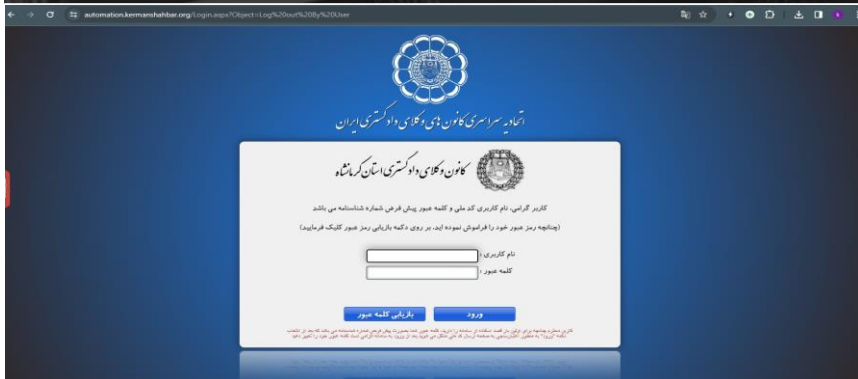 automation.kermanshahbar.org/Login.aspx?Object=Log%20out%20By%20User
اتحادیه سراسری کانون های وکلای دادگستری ایران
کانون وکلای دادگستری استان کرمانشاه
کاربر گرامی، نام کاربری کد ملی و کلمه عبور پیش فرض شماره شناسنامه می باشد
(چنانچه رمز عبور خود را فراموش نموده اید، بر روی دکمه بازیابی رمز عبور کلیک فرمایید)
نام کاربری :
کلمه عبور :
ورود
بازیابی کلمه عبور